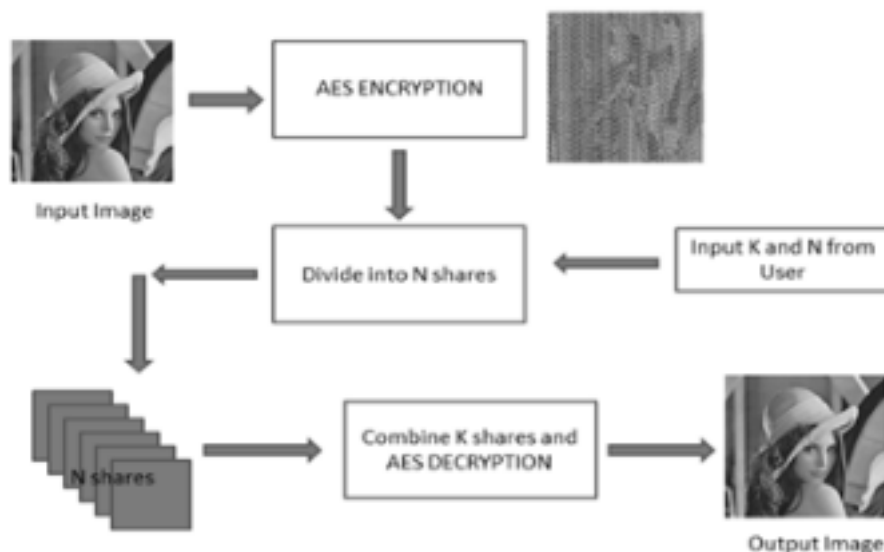 AES ENCRYPTION
Input Image
Divide into N shares
Input K and N from
User
N shares
Combine K shares and
AES DECRYPTION
Output Image